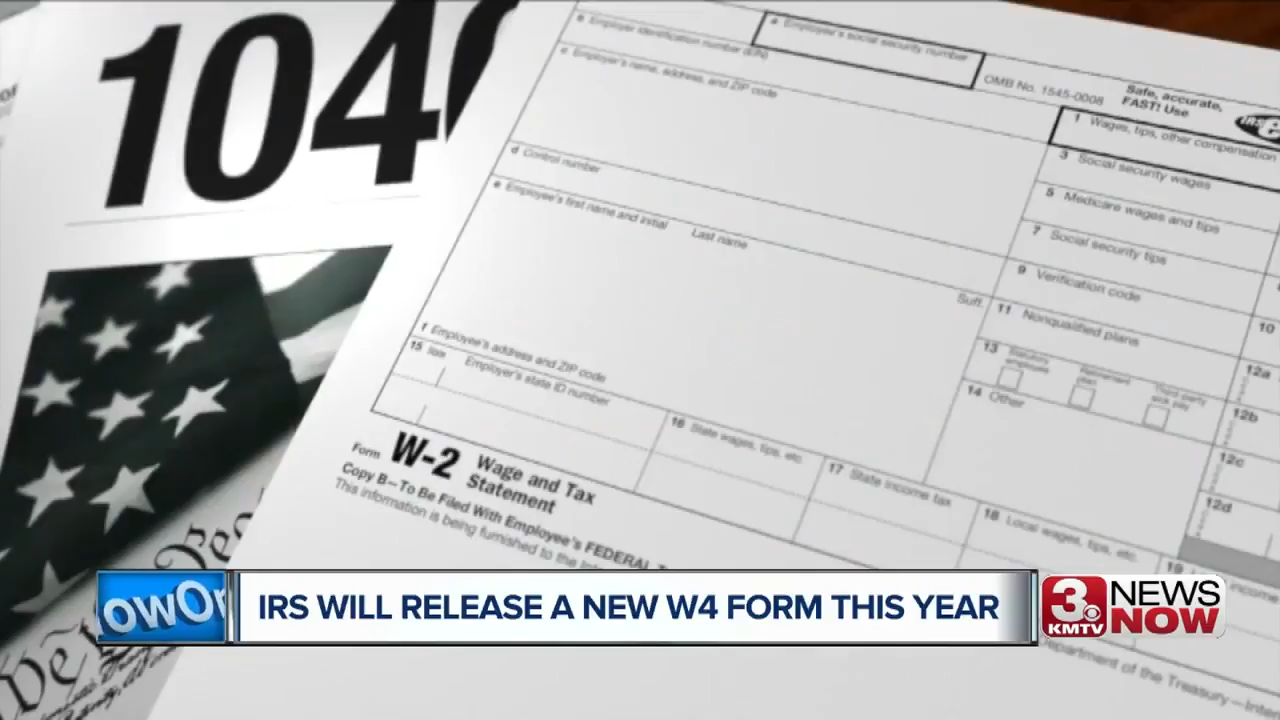 104
a Employee's social security number
OMB No. 1545-0008
Safe, accurate,
FAST! Use
b Employer identification number (EIN)
1 Wages, tips, other compensation
c Employer's name, address, and ZIP code
3 Social security wages
5 Medicare wages and tips
7 Social security tips
d Control number
9 Verification code
10
e Employee's first name and initial
Last name
Suff.
11 Nonqualified plans
12a
13 Statutory employee
Retirement plan
Third-party sick pay
12b
14 Other
12c
12d
f Employee's address and ZIP code
15
Employer's state ID number
16 State wages, tips, etc.
17 State income tax
18 Local wages, tips, etc.
19
Form W-2 Wage and Tax
Statement
Copy B—To Be Filed With Employee's FEDERAL
This information is being furnished to the
Department of the Treasury—
We
IRS WILL RELEASE A NEW W4 FORM THIS YEAR
3 KMTV
NEWS
NOW